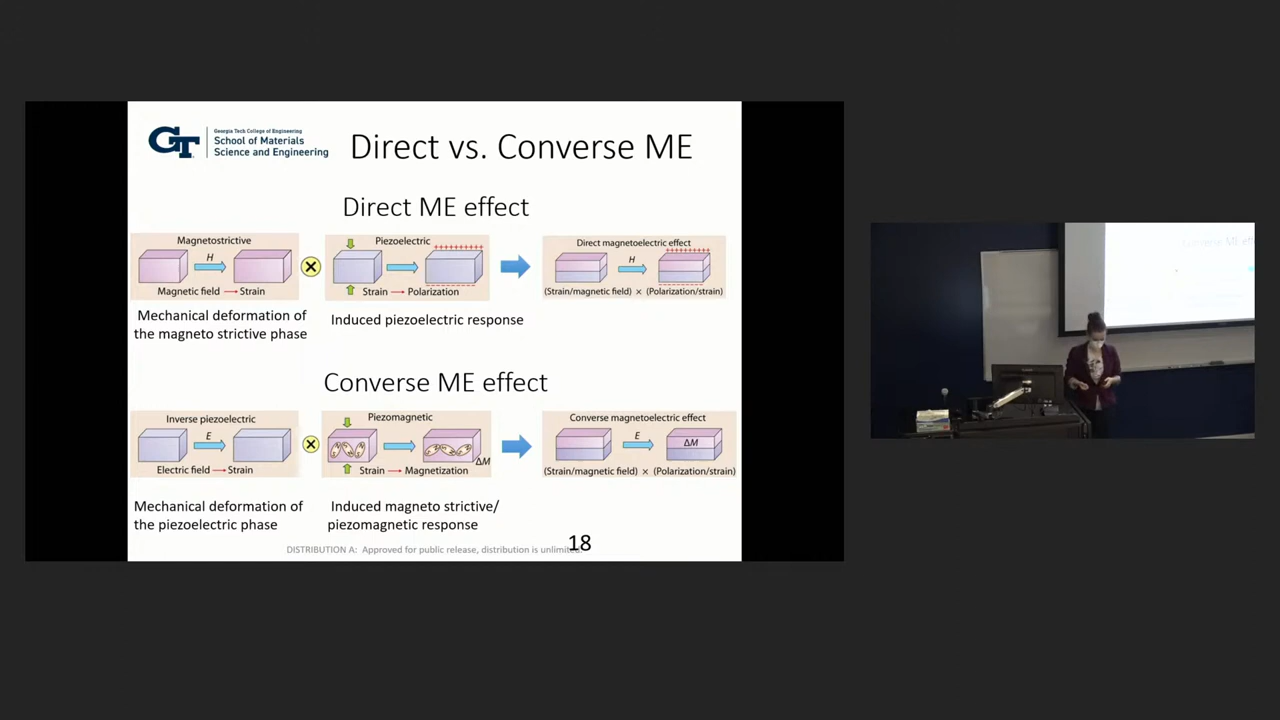 GT
Georgia Tech College of Engineering
School of Materials
Science and Engineering
Direct vs. Converse ME
Direct ME effect
Magnetostrictive
H
Magnetic field → Strain
Piezoelectric
+++++++++++++
Strain → Polarization
Direct magnetoelectric effect
H
(Strain/magnetic field) × (Polarization/strain)
Mechanical deformation of
the magneto strictive phase
Induced piezoelectric response
Converse ME effect
Inverse piezoelectric
E
Electric field → Strain
Piezomagnetic
ΔM
Strain → Magnetization
Converse magnetoelectric effect
E
ΔM
(Strain/magnetic field) × (Polarization/strain)
Mechanical deformation of
the piezoelectric phase
Induced magneto strictive/
piezomagnetic response
DISTRIBUTION A: Approved for public release, distribution is unlimited.
18